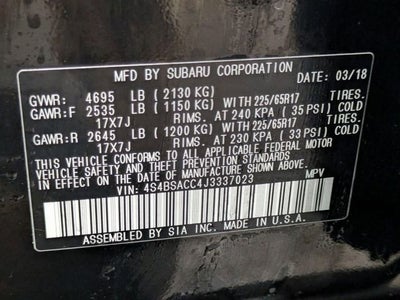 MFD BY SUBARU CORPORATION DATE: 03/18
GVWR: 4695 LB ( 2130 KG)
GAWR:F 2535 LB ( 1150 KG) WITH 225/65R17 TIRES.
17X7J RIMS. AT 240 KPA ( 35 PSI) COLD
GAWR:R 2645 LB ( 1200 KG) WITH 225/65R17 TIRES.
17X7J RIMS. AT 230 KPA ( 33 PSI) COLD
THIS VEHICLE CONFORMS TO ALL APPLICABLE FEDERAL MOTOR
VEHICLE SAFETY AND THEFT PREVENTION STANDARDS
IN EFFECT ON THE DATE OF MANUFACTURE SHOWN ABOVE.
VIN: 4S4BSACC4J3337023 MPV
ASSEMBLED BY SIA INC. MADE IN U.S.A.